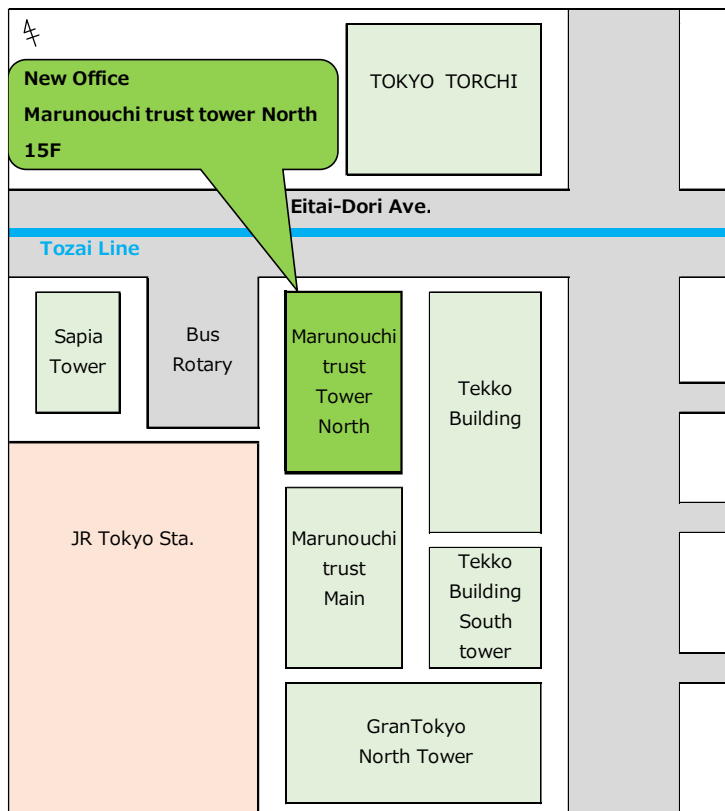 New Office
Marunouchi trust tower North
15F
TOKYO TORCHI
Eitai-Dori Ave.
Tozai Line
Sapia
Tower
Bus
Rotary
Marunouchi
trust
Tower
North
Tekko
Building
JR Tokyo Sta.
Marunouchi
trust
Main
Tekko
Building
South
tower
GranTokyo
North Tower